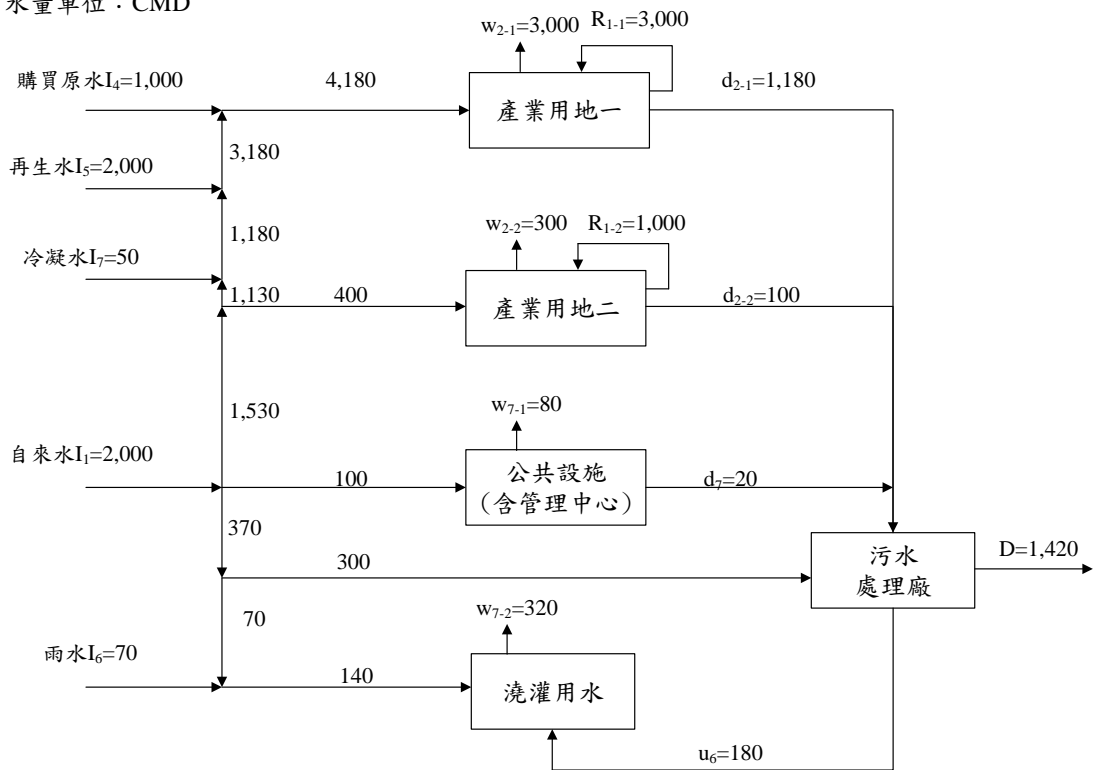 水量單位：CMD
w₂₋₁=3,000
R₁₋₁=3,000
購買原水I₄=1,000
4,180
產業用地一
d₂₋₁=1,180
3,180
再生水I₅=2,000
1,180
w₂₋₂=300
R₁₋₂=1,000
冷凝水I₇=50
1,130
400
產業用地二
d₂₋₂=100
1,530
w₇₋₁=80
自來水I₁=2,000
100
公共設施
（含管理中心）
d₇=20
370
300
污水
處理廠
D=1,420
70
w₇₋₂=320
雨水I₆=70
140
澆灌用水
u₆=180